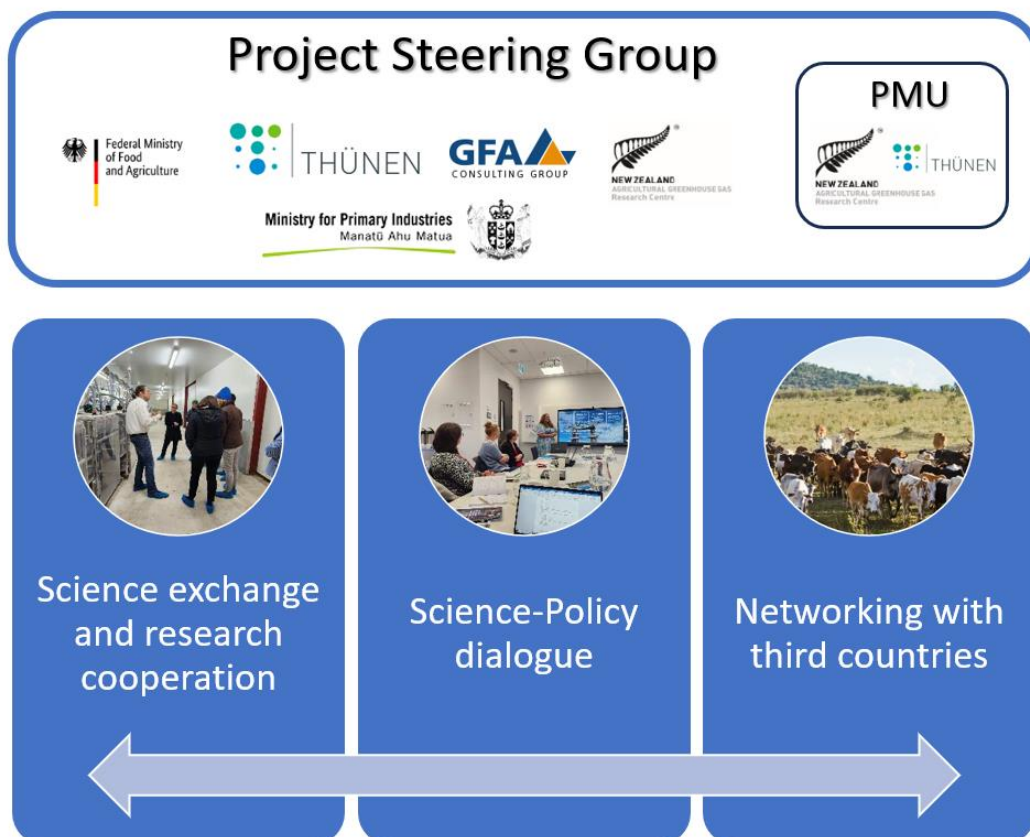 Project Steering Group
PMU
Federal Ministry
of Food
and Agriculture
THÜNEN
GFA
CONSULTING GROUP
NEW ZEALAND
AGRICULTURAL GREENHOUSE GAS
Research Centre
NEW ZEALAND
AGRICULTURAL GREENHOUSE GAS
Research Centre
THÜNEN
Ministry for Primary Industries
Manatū Ahu Matua
Science exchange
and research
cooperation
Science-Policy
dialogue
Networking with
third countries